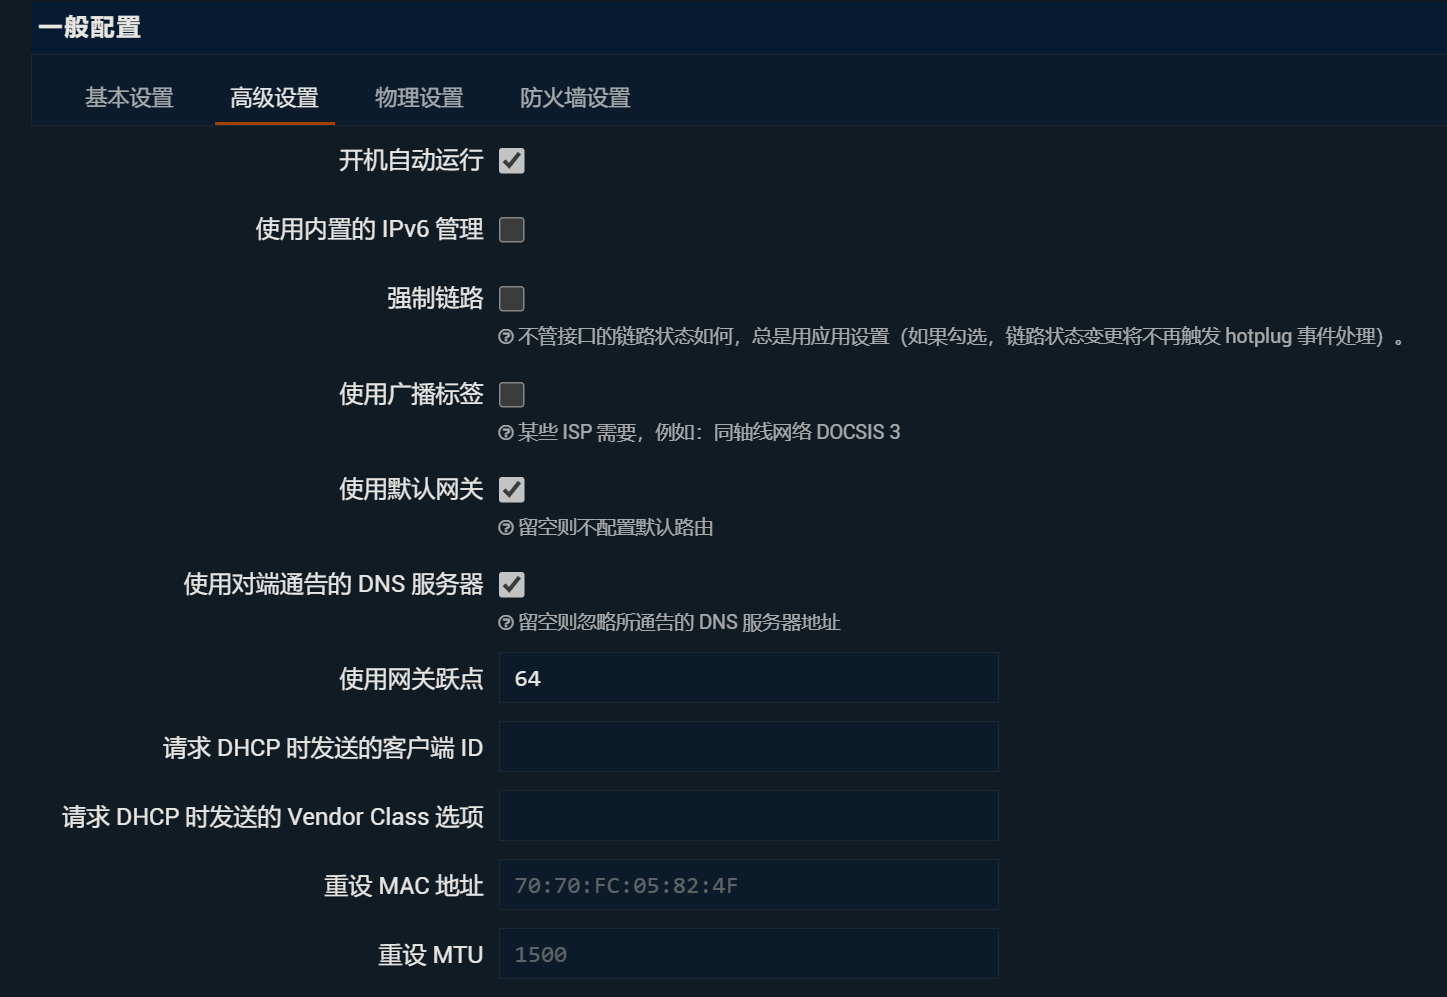 一般配置
基本设置 高级设置 物理设置 防火墙设置
开机自动运行
使用内置的 IPv6 管理
强制链路
不管接口的链路状态如何，总是用应用设置（如果勾选，链路状态变更将不再触发 hotplug 事件处理）。
使用广播标签
某些 ISP 需要，例如：同轴线网络 DOCSIS 3
使用默认网关
留空则不配置默认路由
使用对端通告的 DNS 服务器
留空则忽略所通告的 DNS 服务器地址
使用网关跃点 64
请求 DHCP 时发送的客户端 ID
请求 DHCP 时发送的 Vendor Class 选项
重设 MAC 地址 70:70:FC:05:82:4F
重设 MTU 1500